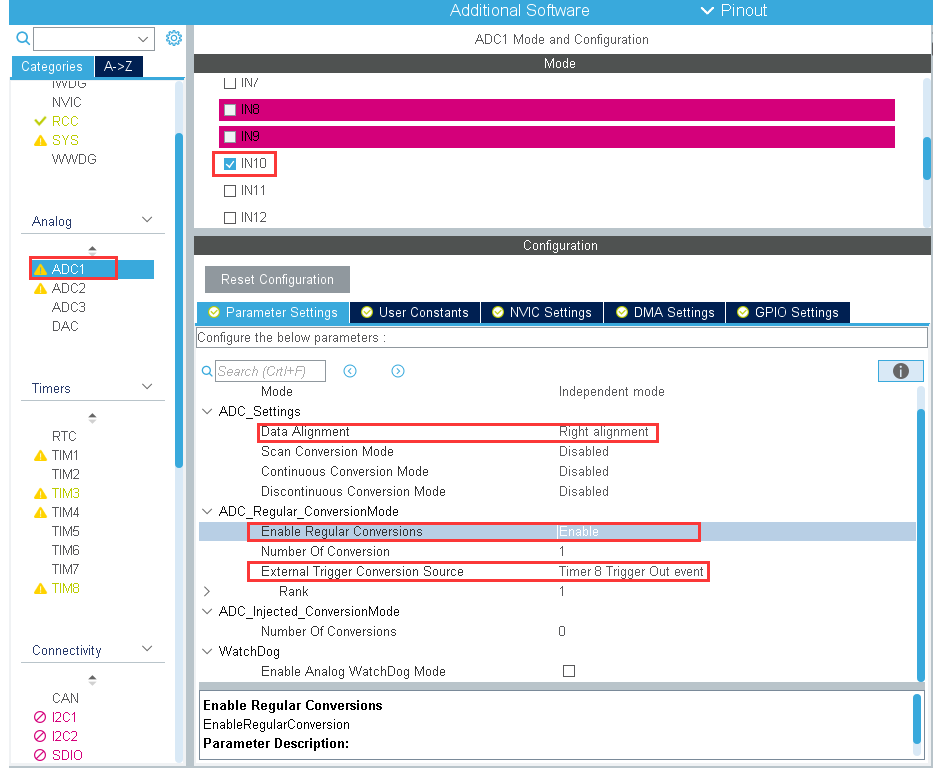 Additional Software
Pinout
Categories
A->Z
IWDG
NVIC
RCC
SYS
WWDG
Analog
ADC1
ADC2
ADC3
DAC
Timers
RTC
TIM1
TIM2
TIM3
TIM4
TIM5
TIM6
TIM7
TIM8
Connectivity
CAN
I2C1
I2C2
SDIO
ADC1 Mode and Configuration
Mode
IN7
IN8
IN9
IN10
IN11
IN12
Configuration
Reset Configuration
Parameter Settings
User Constants
NVIC Settings
DMA Settings
GPIO Settings
Configure the below parameters :
Search (Crtl+F)
Mode Independent mode
ADC_Settings
Data Alignment Right alignment
Scan Conversion Mode Disabled
Continuous Conversion Mode Disabled
Discontinuous Conversion Mode Disabled
ADC_Regular_ConversionMode
Enable Regular Conversions Enable
Number Of Conversion 1
External Trigger Conversion Source Timer 8 Trigger Out event
Rank 1
ADC_Injected_ConversionMode
Number Of Conversions 0
WatchDog
Enable Analog WatchDog Mode
Enable Regular Conversions
EnableRegularConversion
Parameter Description: